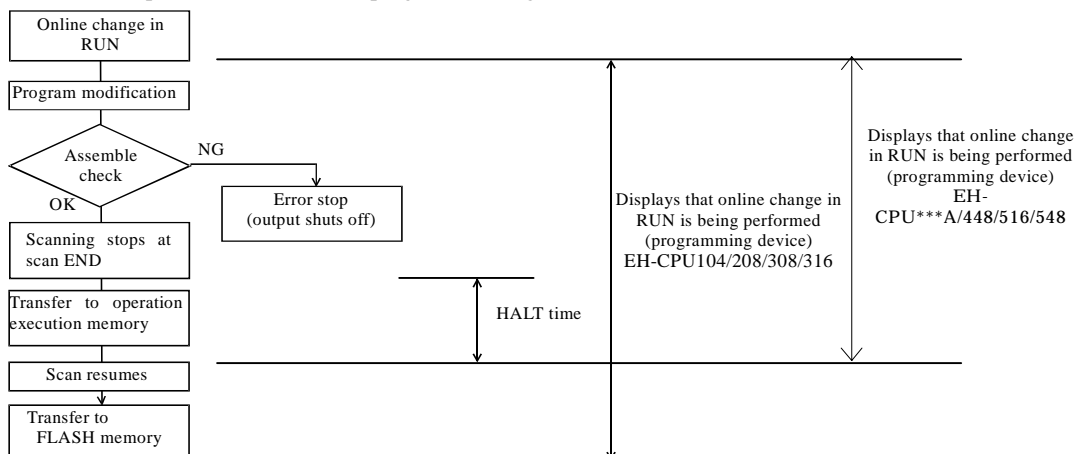 Online change in
RUN
Program modification
Assemble
check
NG
OK
Error stop
(output shuts off)
Scanning stops at
scan END
Transfer to operation
execution memory
Scan resumes
Transfer to
FLASH memory
HALT time
Displays that online change in
RUN is being performed
(programming device)
EH-CPU104/208/308/316
Displays that online change
in RUN is being performed
(programming device)
EH-
CPU***A/448/516/548